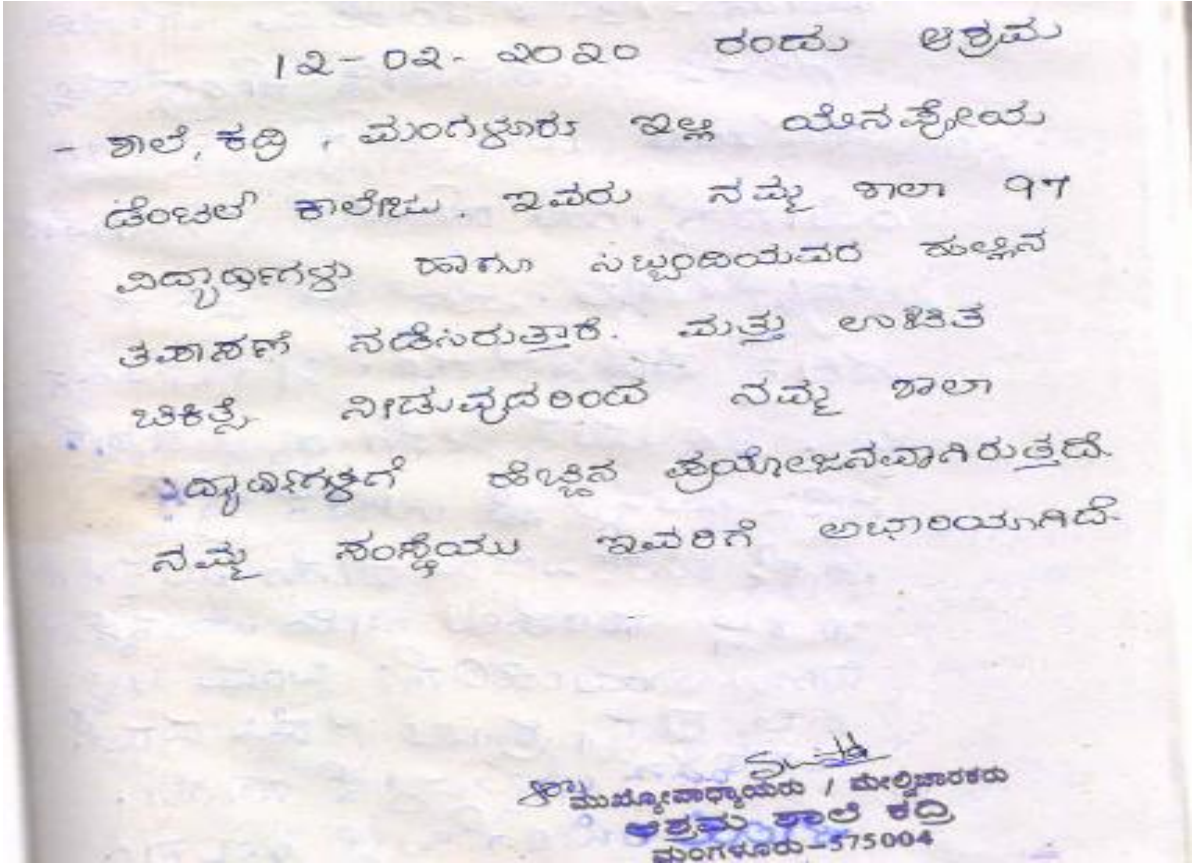 12-02-2020 ರಂದು ಆಶ್ರಮ
- ಶಾಲೆ, ಕದ್ರಿ, ಮಂಗಳೂರು ಇಲ್ಲಿ ಯೆನಪೋಯ
ಡೆಂಟಲ್ ಕಾಲೇಜು. ಇವರು ನಮ್ಮ ಶಾಲಾ 97
ವಿದ್ಯಾರ್ಥಿಗಳು ಹಾಗೂ ಸಿಬ್ಬಂದಿಯವರ ಹಲ್ಲಿನ
ತಪಾಸಣೆ ನಡೆಸಿರುತ್ತಾರೆ. ಮತ್ತು ಉಚಿತ
ಚಿಕಿತ್ಸೆ ನೀಡುವುದರಿಂದ ನಮ್ಮ ಶಾಲಾ
ವಿದ್ಯಾರ್ಥಿಗಳಿಗೆ ಹೆಚ್ಚಿನ ಪ್ರಯೋಜನವಾಗಿರುತ್ತದೆ.
ನಮ್ಮ ಸಂಸ್ಥೆಯು ಇವರಿಗೆ ಅಭಾರಿಯಾಗಿದೆ.
ಮುಖ್ಯೋಪಾಧ್ಯಾಯರು / ಮೇಲ್ವಿಚಾರಕರು
ಆಶ್ರಮ ಶಾಲೆ ಕದ್ರಿ
ಮಂಗಳೂರು-575004